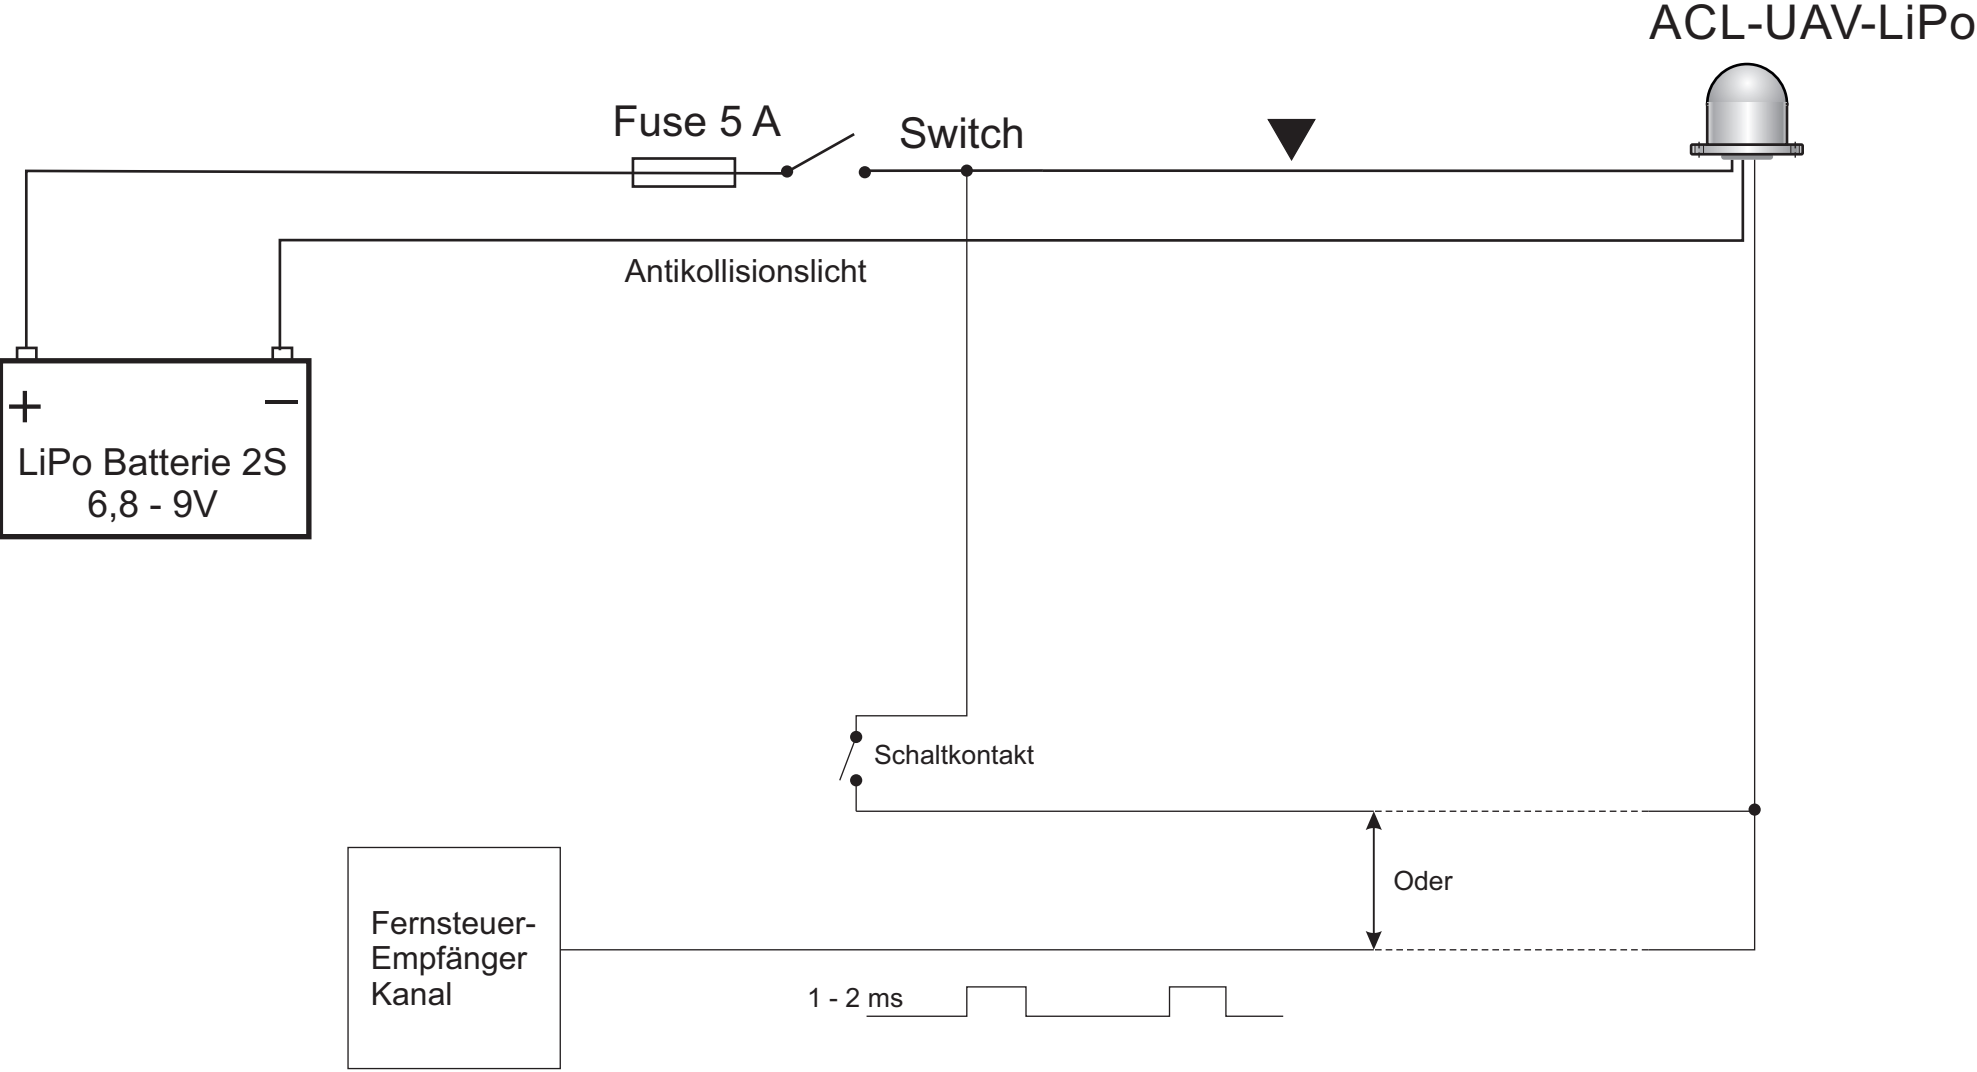 ACL-UAV-LiPo
Fuse 5 A
Switch
Antikollisionslicht
+
–
LiPo Batterie 2S
6,8 - 9V
Schaltkontakt
Oder
Fernsteuer-
Empfänger
Kanal
1 - 2 ms